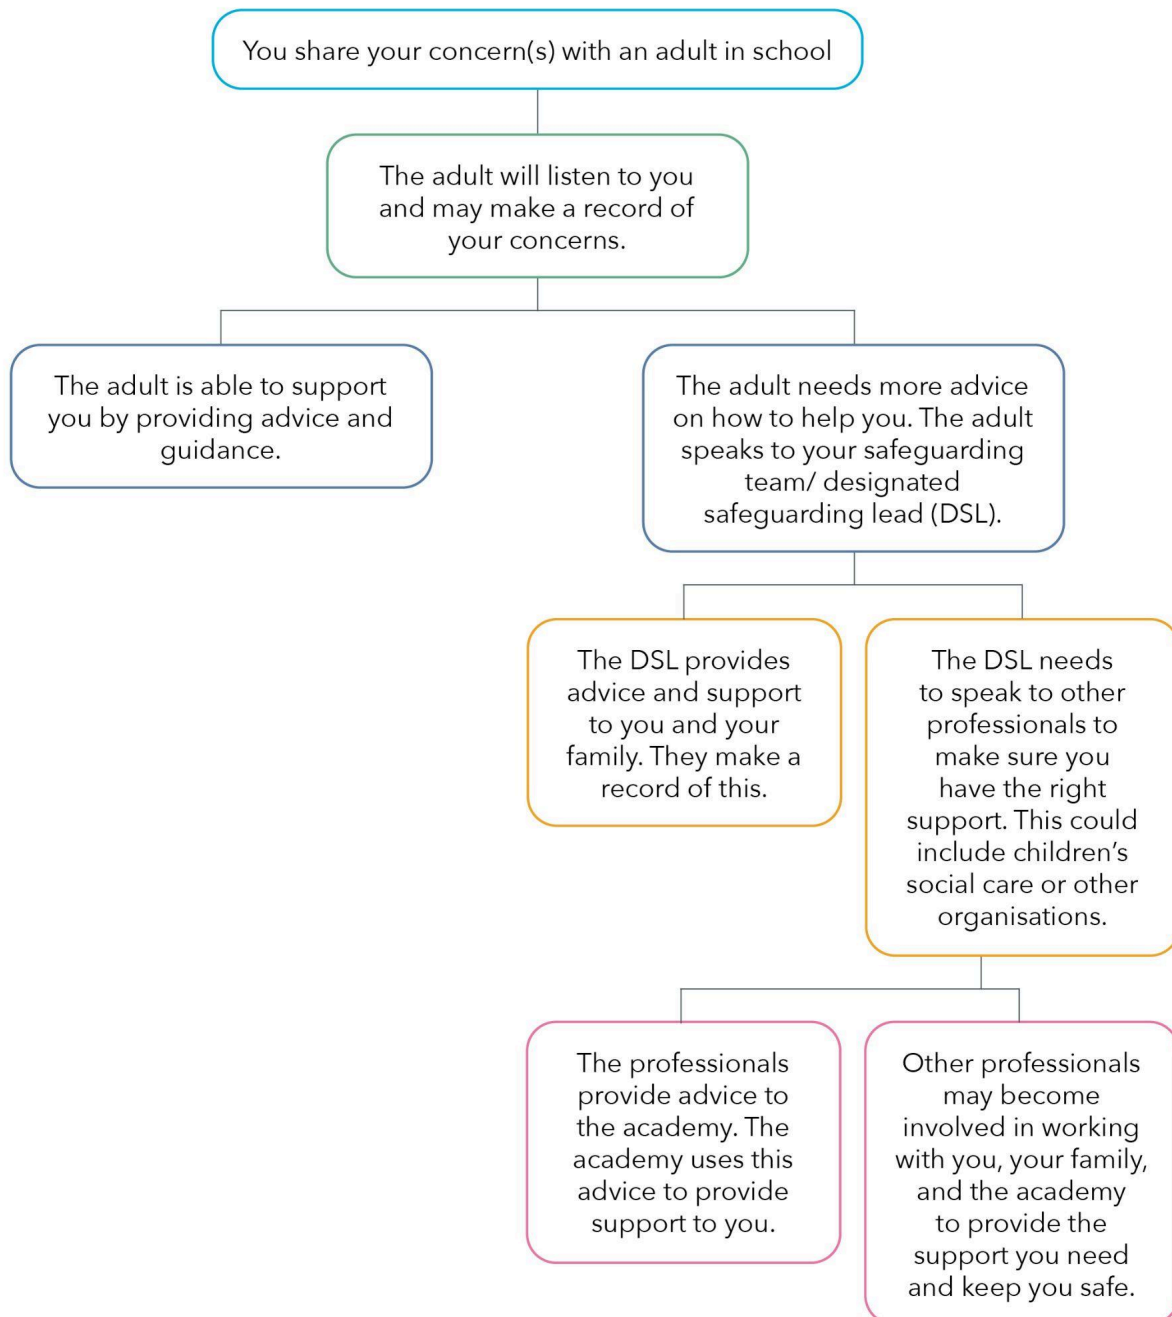 You share your concern(s) with an adult in school
The adult will listen to you
and may make a record of
your concerns.
The adult is able to support
you by providing advice and
guidance.
The adult needs more advice
on how to help you. The adult
speaks to your safeguarding
team/ designated
safeguarding lead (DSL).
The DSL provides
advice and support
to you and your
family. They make a
record of this.
The DSL needs
to speak to other
professionals to
make sure you
have the right
support. This could
include children’s
social care or other
organisations.
The professionals
provide advice to
the academy. The
academy uses this
advice to provide
support to you.
Other professionals
may become
involved in working
with you, your family,
and the academy
to provide the
support you need
and keep you safe.